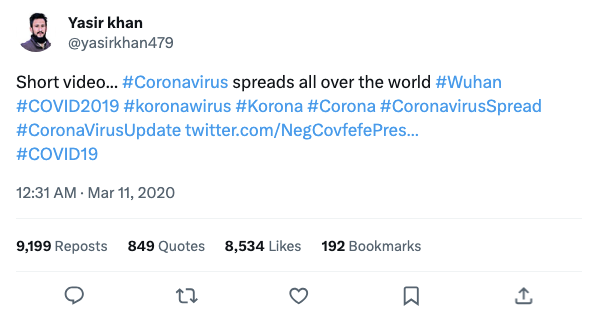 Yasir khan
@yasirkhan479
Short video... #Coronavirus spreads all over the world #Wuhan
#COVID2019 #koronawirus #Korona #Corona #CoronavirusSpread
#CoronaVirusUpdate twitter.com/NegCovfefePres...
#COVID19
12:31 AM · Mar 11, 2020
9,199 Reposts 849 Quotes 8,534 Likes 192 Bookmarks